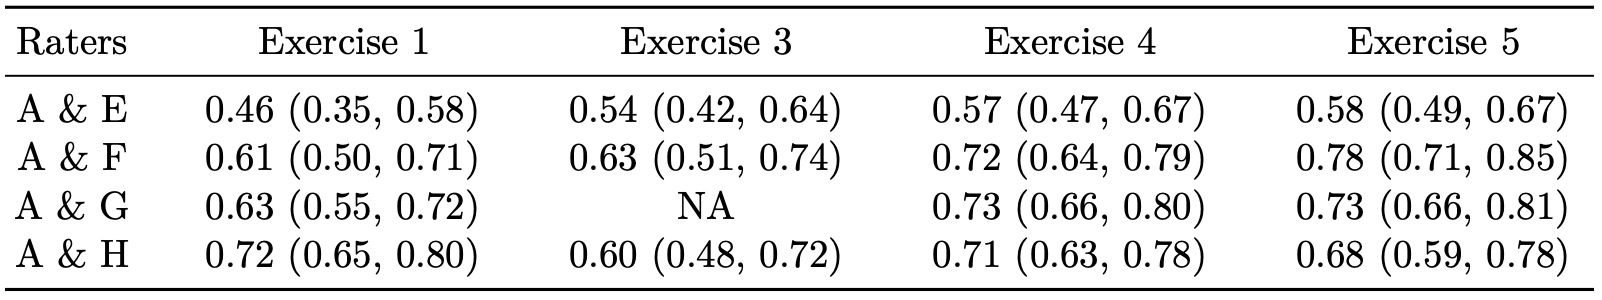 Raters Exercise 1 Exercise 3 Exercise 4 Exercise 5
A & E 0.46 (0.35, 0.58) 0.54 (0.42, 0.64) 0.57 (0.47, 0.67) 0.58 (0.49, 0.67)
A & F 0.61 (0.50, 0.71) 0.63 (0.51, 0.74) 0.72 (0.64, 0.79) 0.78 (0.71, 0.85)
A & G 0.63 (0.55, 0.72) NA 0.73 (0.66, 0.80) 0.73 (0.66, 0.81)
A & H 0.72 (0.65, 0.80) 0.60 (0.48, 0.72) 0.71 (0.63, 0.78) 0.68 (0.59, 0.78)